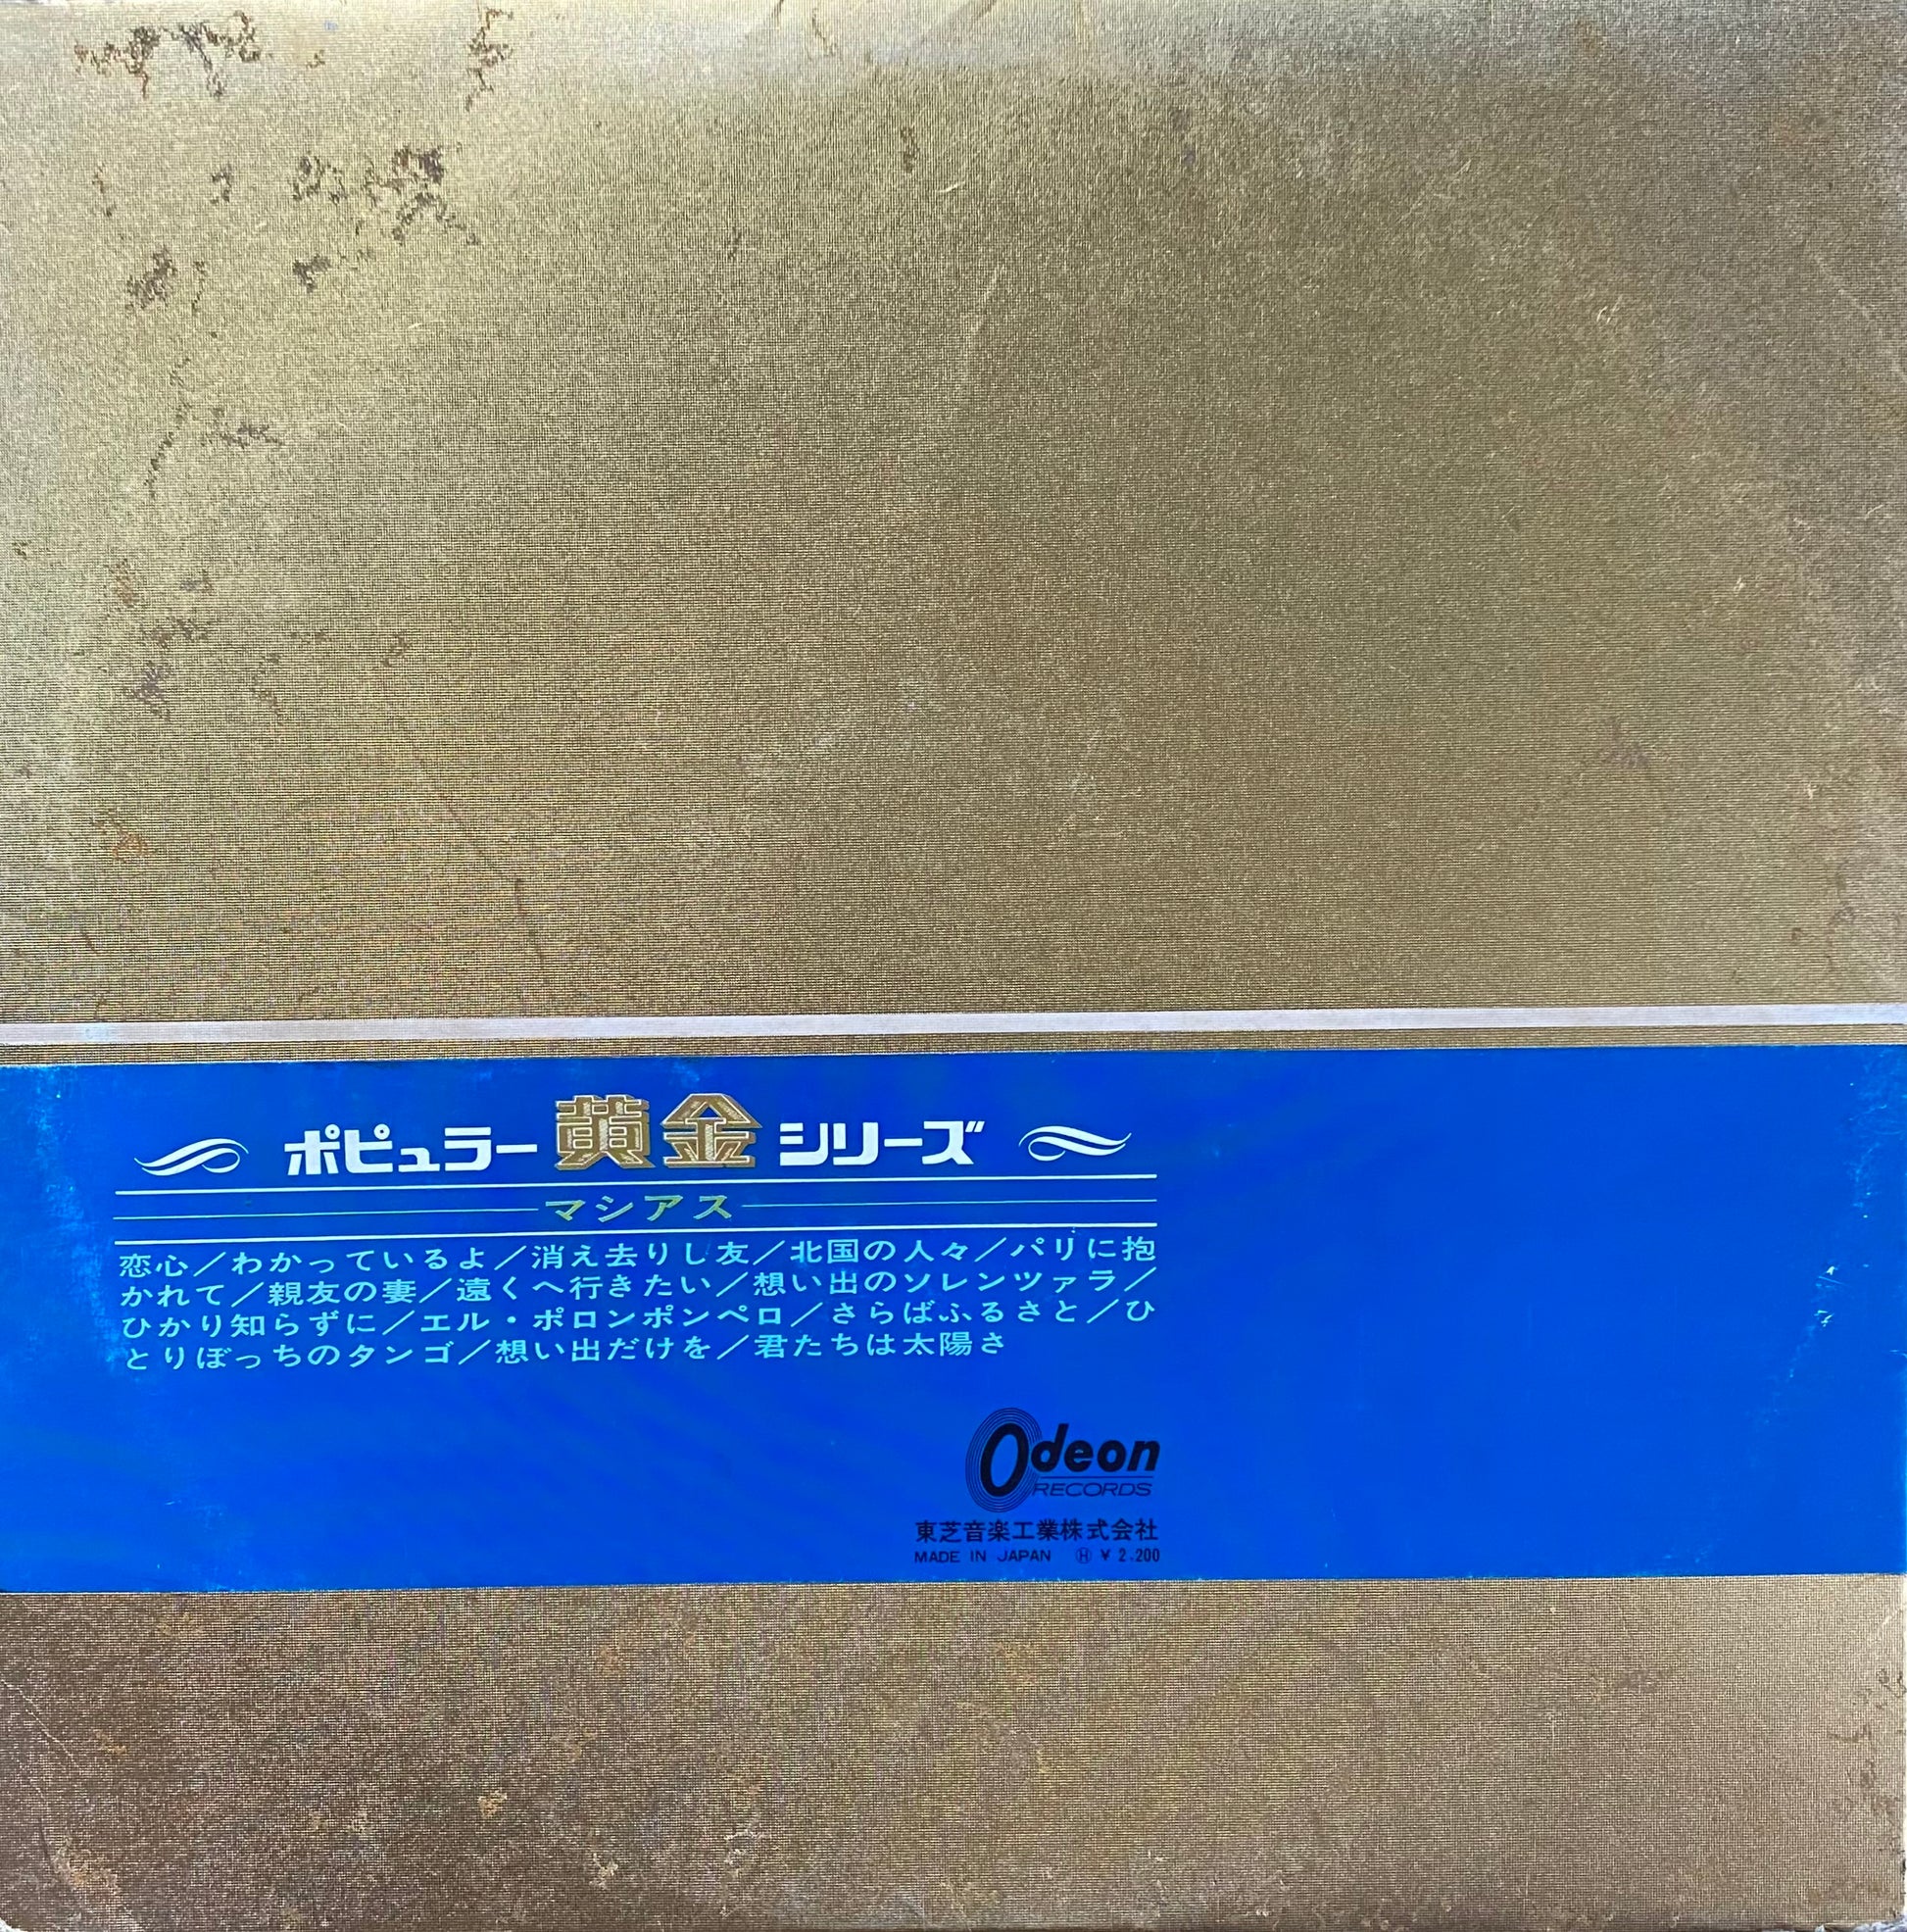 ポピュラー黄金シリーズ
マシアス
恋心／わかっているよ／消え去りし友／北国の人々／パリに抱
かれて／親友の妻／遠くへ行きたい／想い出のソレンツァラ／
ひかり知らずに／エル・ポロンポンペロ／さらばふるさと／ひ
とりぼっちのタンゴ／想い出だけを／君たちは太陽さ
Odeon
RECORDS
東芝音楽工業株式会社
MADE IN JAPAN Ⓗ ¥ 2,200